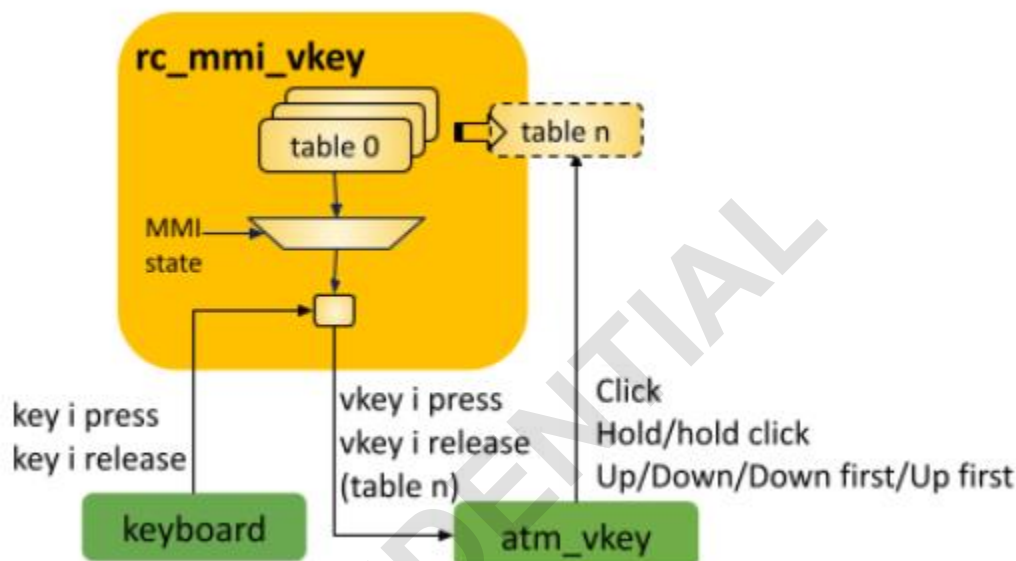 rc_mmi_vkey
table 0
table n
MMI
state
key i press
key i release
vkey i press
vkey i release
(table n)
Click
Hold/hold click
Up/Down/Down first/Up first
keyboard
atm_vkey
DENTIAL